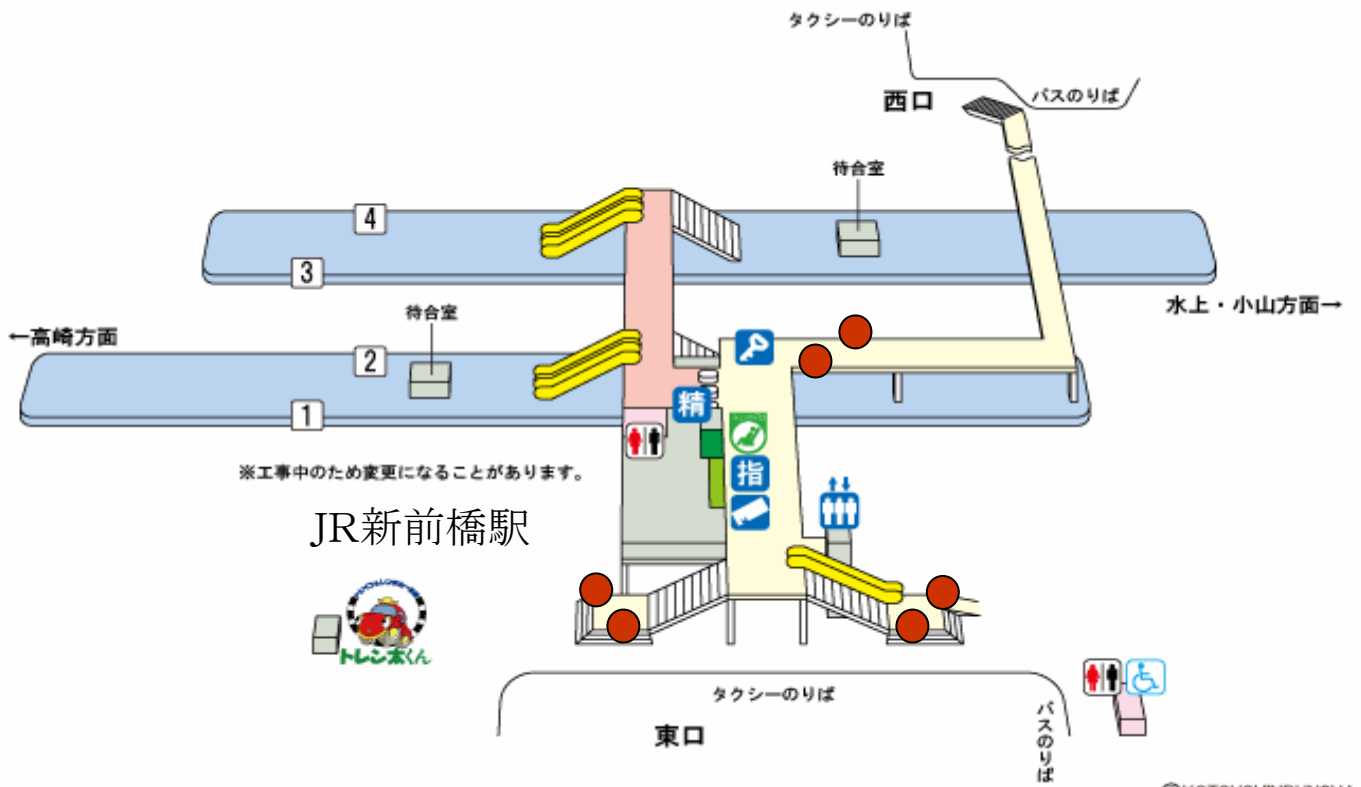 タクシーのりば
西口
バスのりば
待合室
4
3
水上・小山方面→
←高崎方面
待合室
2
1
精
指
※工事中のため変更になることがあります。
JR新前橋駅
トレン太くん
タクシーのりば
東口
バスのりば